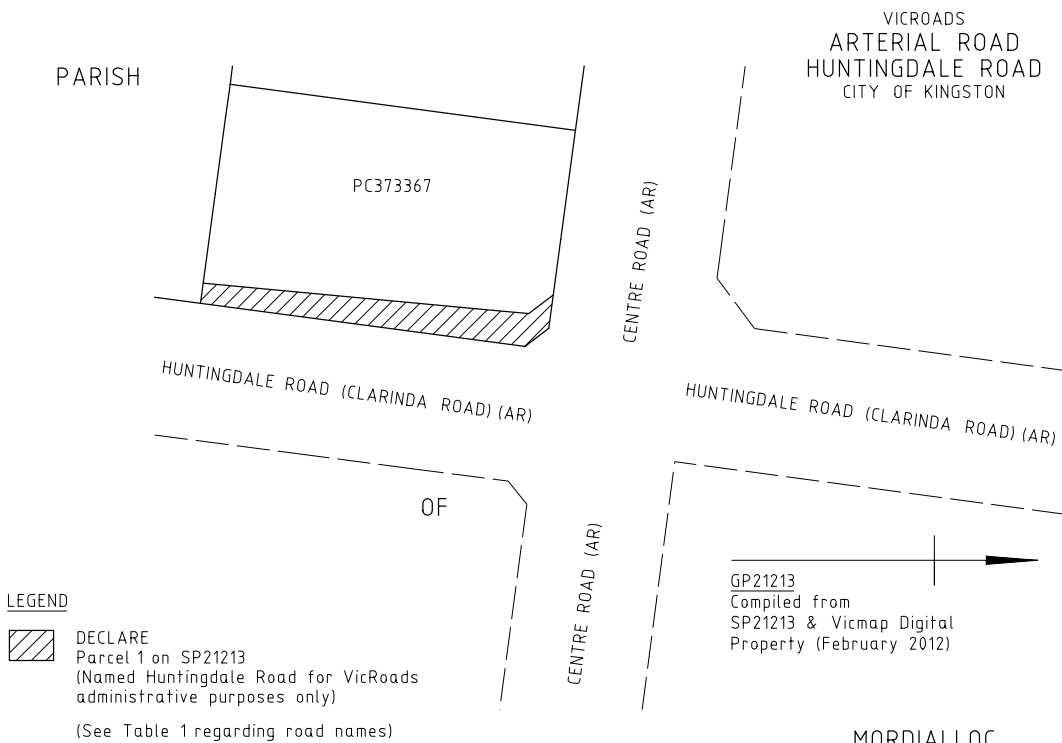 VICROADS
ARTERIAL ROAD
HUNTINGDALE ROAD
CITY OF KINGSTON
PARISH
PC373367
CENTRE ROAD (AR)
HUNTINGDALE ROAD (CLARINDA ROAD) (AR)
HUNTINGDALE ROAD (CLARINDA ROAD) (AR)
OF
CENTRE ROAD (AR)
GP21213
Compiled from
SP21213 & Vicmap Digital
Property (February 2012)
LEGEND
DECLARE
Parcel 1 on SP21213
(Named Huntingdale Road for VicRoads
administrative purposes only)
(See Table 1 regarding road names)
MORDIALLOC